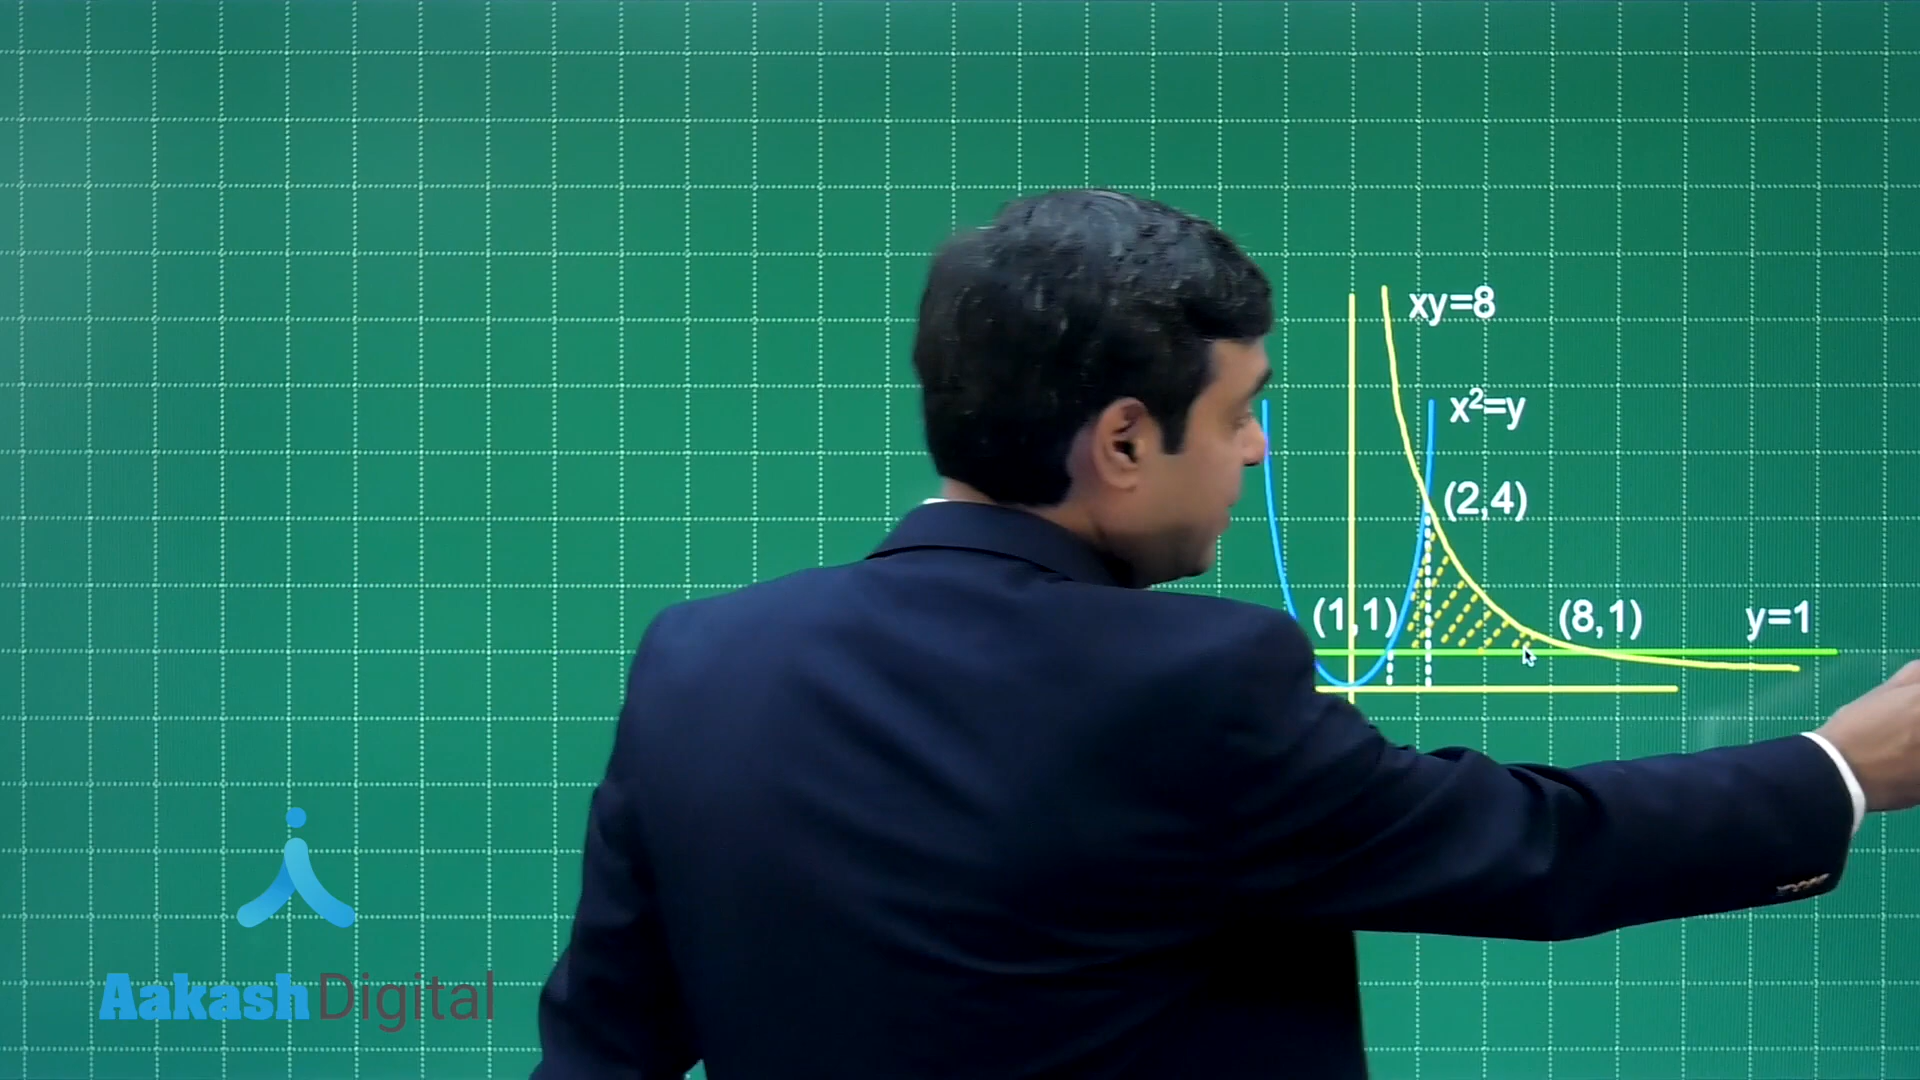 xy=8
x²=y
(2,4)
(1,1) (8,1) y=1
Aakash Digital